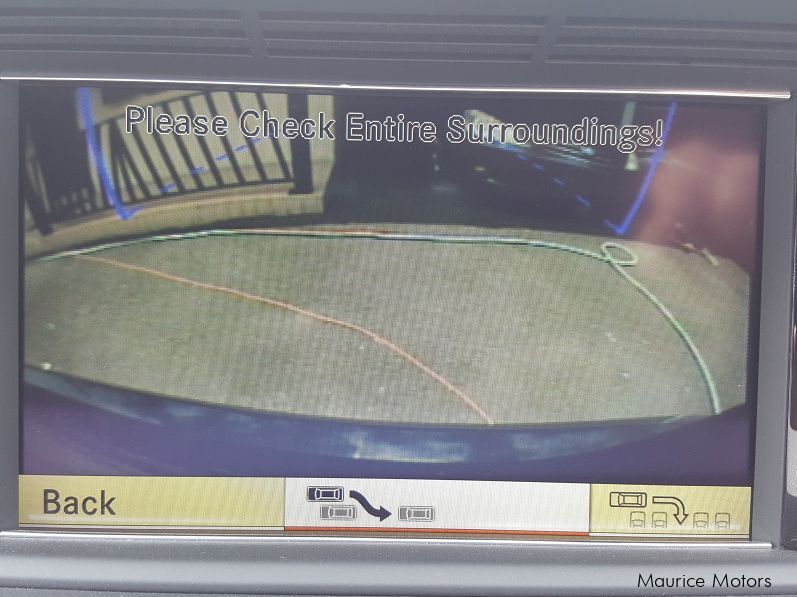 Please Check Entire Surroundings!
Back
Maurice Motors